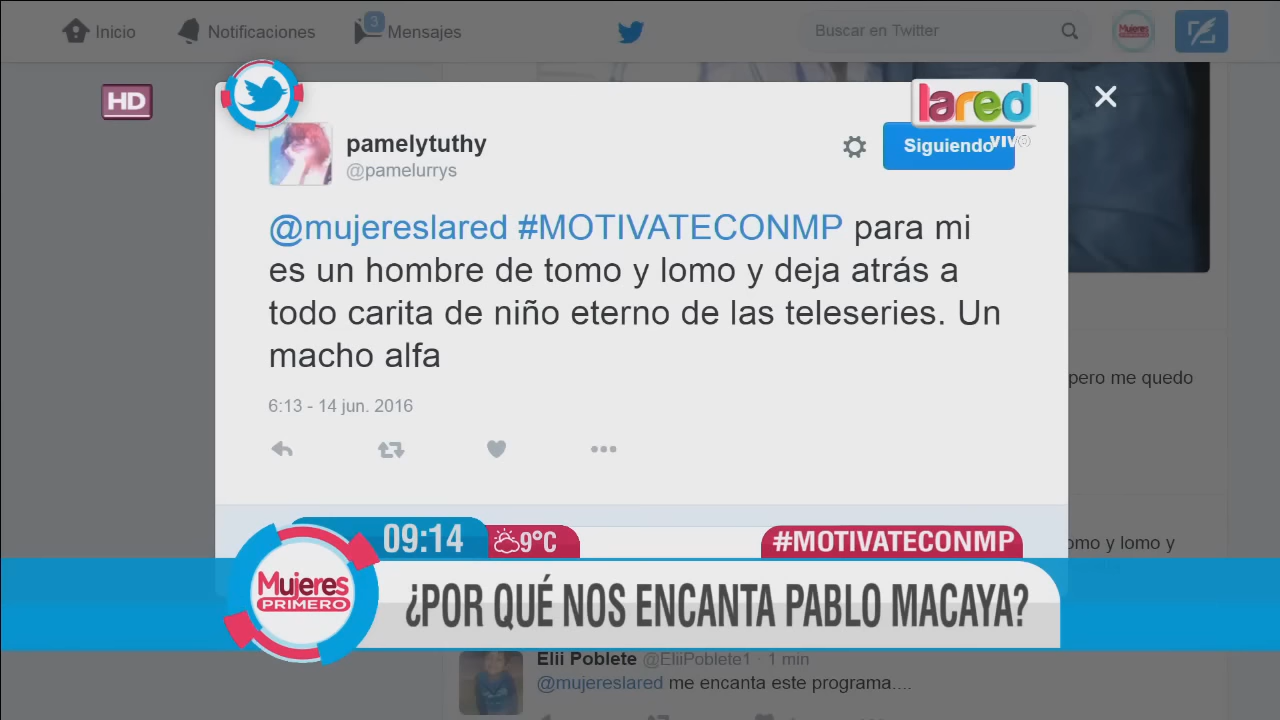 Inicio
Notificaciones
3
Mensajes
Buscar en Twitter
Mujeres
HD
lared
VIVO
pamelytuthy
@pamelurrys
Siguiendo
@mujereslared #MOTIVATECONMP para mi
es un hombre de tomo y lomo y deja atrás a
todo carita de niño eterno de las teleseries. Un
macho alfa
pero me quedo
6:13 - 14 jun. 2016
09:14
9°C
#MOTIVATECONMP
omo y lomo y
Mujeres
PRIMERO
¿POR QUÉ NOS ENCANTA PABLO MACAYA?
Elii Poblete @EliiPoblete1 · 1 min
@mujereslared me encanta este programa....